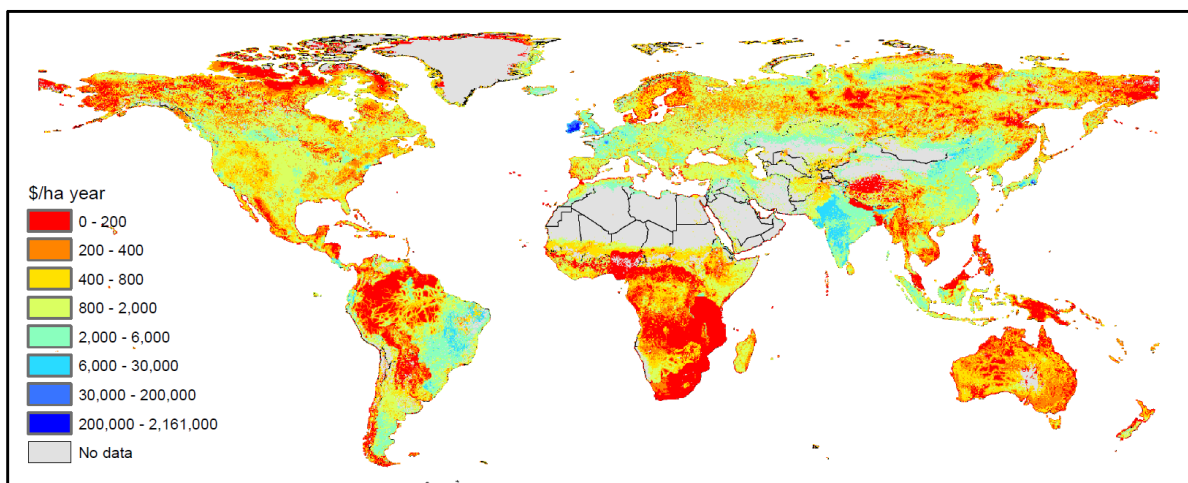 $/ha year
0 - 200
200 - 400
400 - 800
800 - 2,000
2,000 - 6,000
6,000 - 30,000
30,000 - 200,000
200,000 - 2,161,000
No data